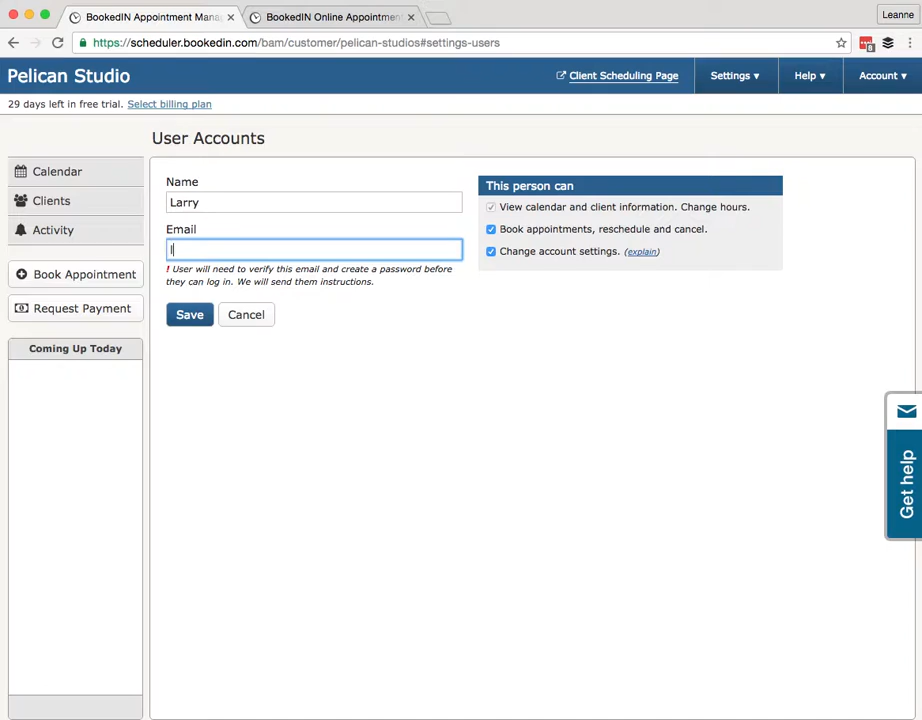 BookedIN Appointment Mana
BookedIN Online Appointment
Leanne
https://scheduler.bookedin.com/bam/customer/pelican-studios#settings-users
8
Pelican Studio
Client Scheduling Page
Settings ▾
Help ▾
Account ▾
29 days left in free trial. Select billing plan
User Accounts
Calendar
Clients
Activity
Book Appointment
Request Payment
Coming Up Today
Name
Larry
Email
l
! User will need to verify this email and create a password before
they can log in. We will send them instructions.
Save
Cancel
This person can
View calendar and client information. Change hours.
Book appointments, reschedule and cancel.
Change account settings. (explain)
Get help